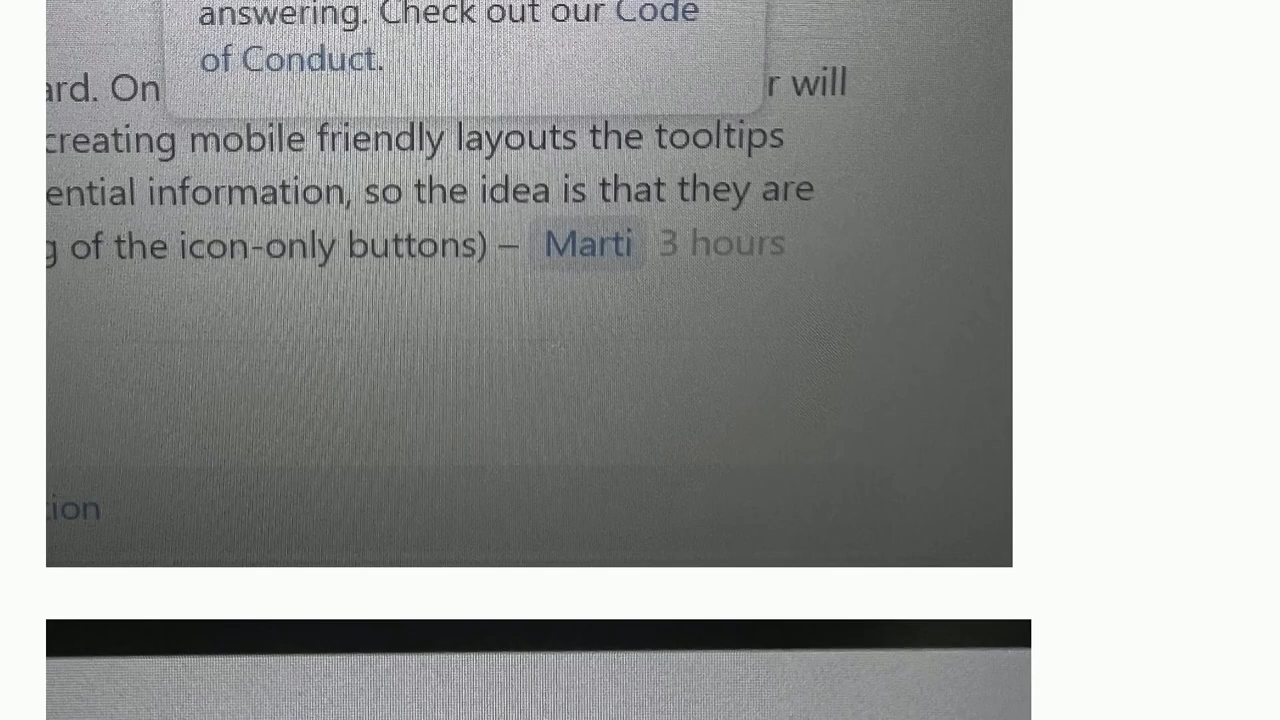 answering. Check out our Code
of Conduct.
ard. On r will
creating mobile friendly layouts the tooltips
ential information, so the idea is that they are
g of the icon-only buttons) – Marti 3 hours
tion